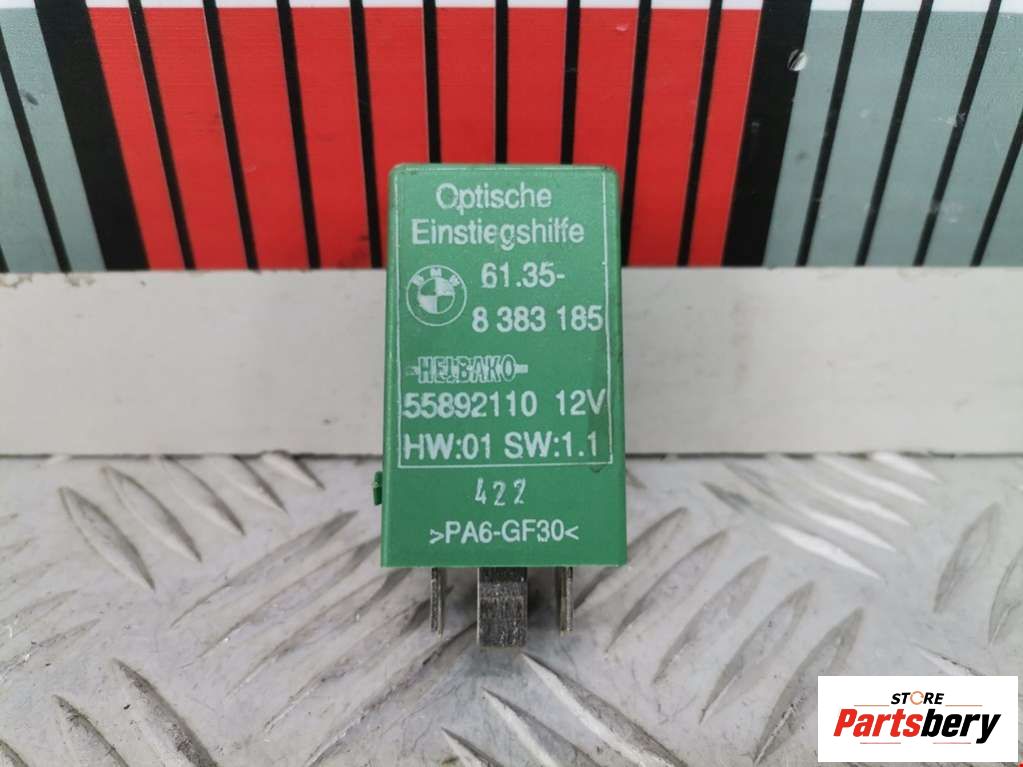 Optische
Einstiegshilfe
BMW
61.35-
8 383 185
HELBAKO
55892110 12V
HW:01 SW:1.1
422
>PA6-GF30<
STORE
Partsbery